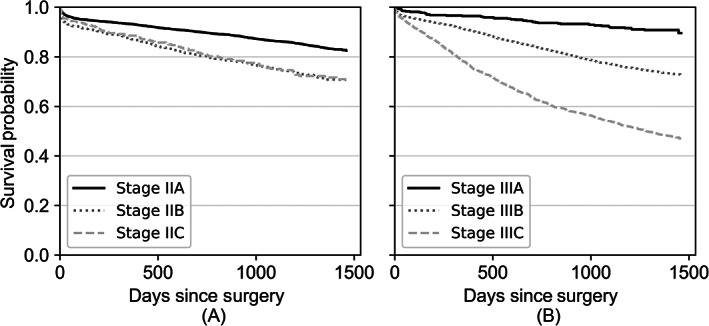 Survival probability
1.0
0.8
0.6
0.4
0.2
0.0
Stage IIA
Stage IIB
Stage IIC
0
500
1000
1500
Days since surgery
(A)
Stage IIIA
Stage IIIB
Stage IIIC
0
500
1000
1500
Days since surgery
(B)